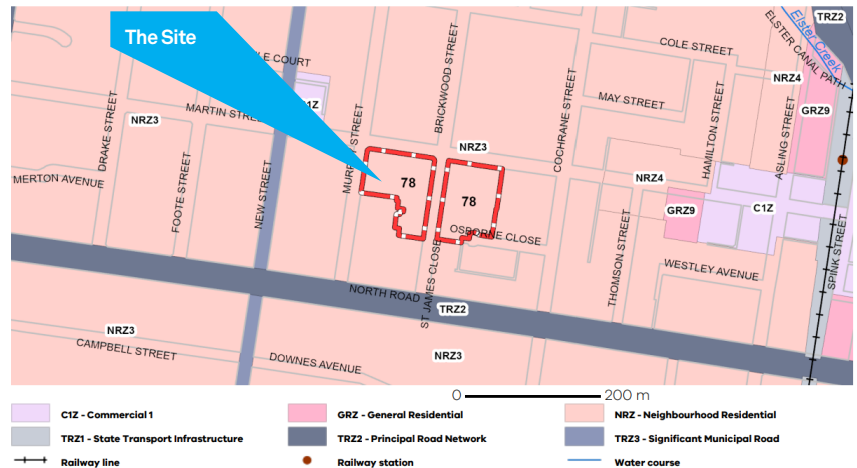 TRZ2
ELSTER CANAL PATH
Elster Creek
The Site
COLE STREET
LE COURT
NRZ4
BRICKWOOD STREET
MAY STREET
GRZ9
1Z
DRAKE STREET
NRZ3
MARTIN STREE
COCHRANE STREET
HAMILTON STREET
ASLING STREET
NRZ3
MURR Y STREET
MERTON AVENUE
FOOTE STREET
NEW STREET
78
78
NRZ4
GRZ9
C1Z
OSBORNE CLOSE
SPINK STREET
THOMSON STREET
WESTLEY AVENUE
ST JAMES CLOSE
NORTH ROAD
TRZ2
NRZ3
CAMPBELL STREET
DOWNES AVENUE
NRZ3
0 200 m
C1Z - Commercial 1
GRZ - General Residential
NRZ - Neighbourhood Residential
TRZ1 - State Transport Infrastructure
TRZ2 - Principal Road Network
TRZ3 - Significant Municipal Road
Railway line
Railway station
Water course